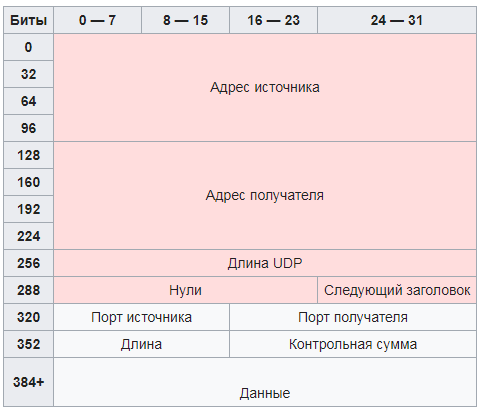 Биты 0 — 7 8 — 15 16 — 23 24 — 31
0
32
64
96
Адрес источника
128
160
192
224
Адрес получателя
256 Длина UDP
288 Нули Следующий заголовок
320 Порт источника Порт получателя
352 Длина Контрольная сумма
384+ Данные